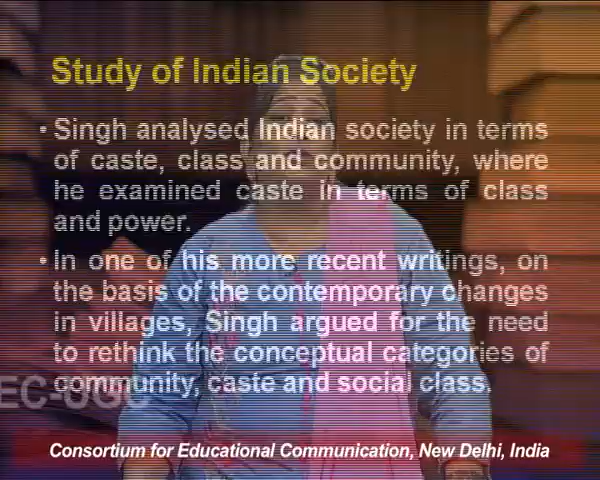 Study of Indian Society
• Singh analysed Indian society in terms
of caste, class and community, where
he examined caste in terms of class
and power.
• In one of his more recent writings, on
the basis of the contemporary changes
in villages, Singh argued for the need
to rethink the conceptual categories of
community, caste and social class.
EC-UGC
Consortium for Educational Communication, New Delhi, India